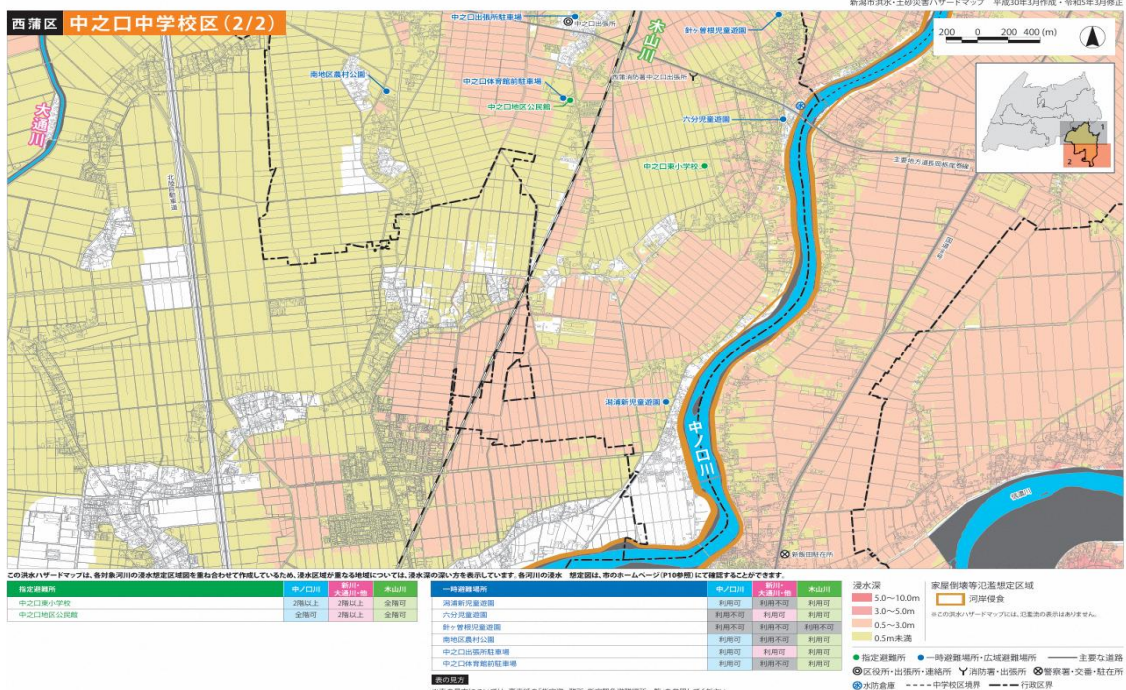 新潟市洪水・土砂災害ハザードマップ 平成30年3月作成・令和5年3月修正
西蒲区 中之口中学校区(2/2)
200 0 200 400 (m)
中之口出張所駐車場
中之口出張所
針ヶ曽根児童遊園
木山川
南地区農村公園
中之口体育館前駐車場
西蒲消防署中之口出張所
中之口地区公民館
大通川
六分児童遊園
1
中之口東小学校
2
北陸自動車道
潟浦新児童遊園
中ノ口川
信濃川
新飯田駐在所
この洪水ハザードマップは、各対象河川の浸水想定区域図を重ね合わせて作成しているため、浸水区域が重なる地域については、浸水深の深い方を表示しています。各河川の浸水 想定図は、市のホームページ(P10参照)にて確認することができます。
指定避難所 中ノ口川 新川・大通川・他 木山川
中之口東小学校 2階以上 2階以上 全階可
中之口地区公民館 全階可 2階以上 全階可
一時避難場所 中ノ口川 新川・大通川・他 木山川
潟浦新児童遊園 利用可 利用不可 利用可
六分児童遊園 利用不可 利用可 利用可
針ヶ曽根児童遊園 利用不可 利用不可 利用不可
南地区農村公園 利用可 利用不可 利用可
中之口出張所駐車場 利用可 利用可 利用可
中之口体育館前駐車場 利用可 利用不可 利用可
表の見方
浸水深
5.0～10.0m
3.0～5.0m
0.5～3.0m
0.5m未満
家屋倒壊等氾濫想定区域
河岸侵食
※この洪水ハザードマップには、氾濫流の表示はありません。
指定避難所 一時避難場所・広域避難場所 主要な道路
区役所・出張所・連絡所 消防署・出張所 警察署・交番・駐在所
水防倉庫 中学校区境界 行政区界